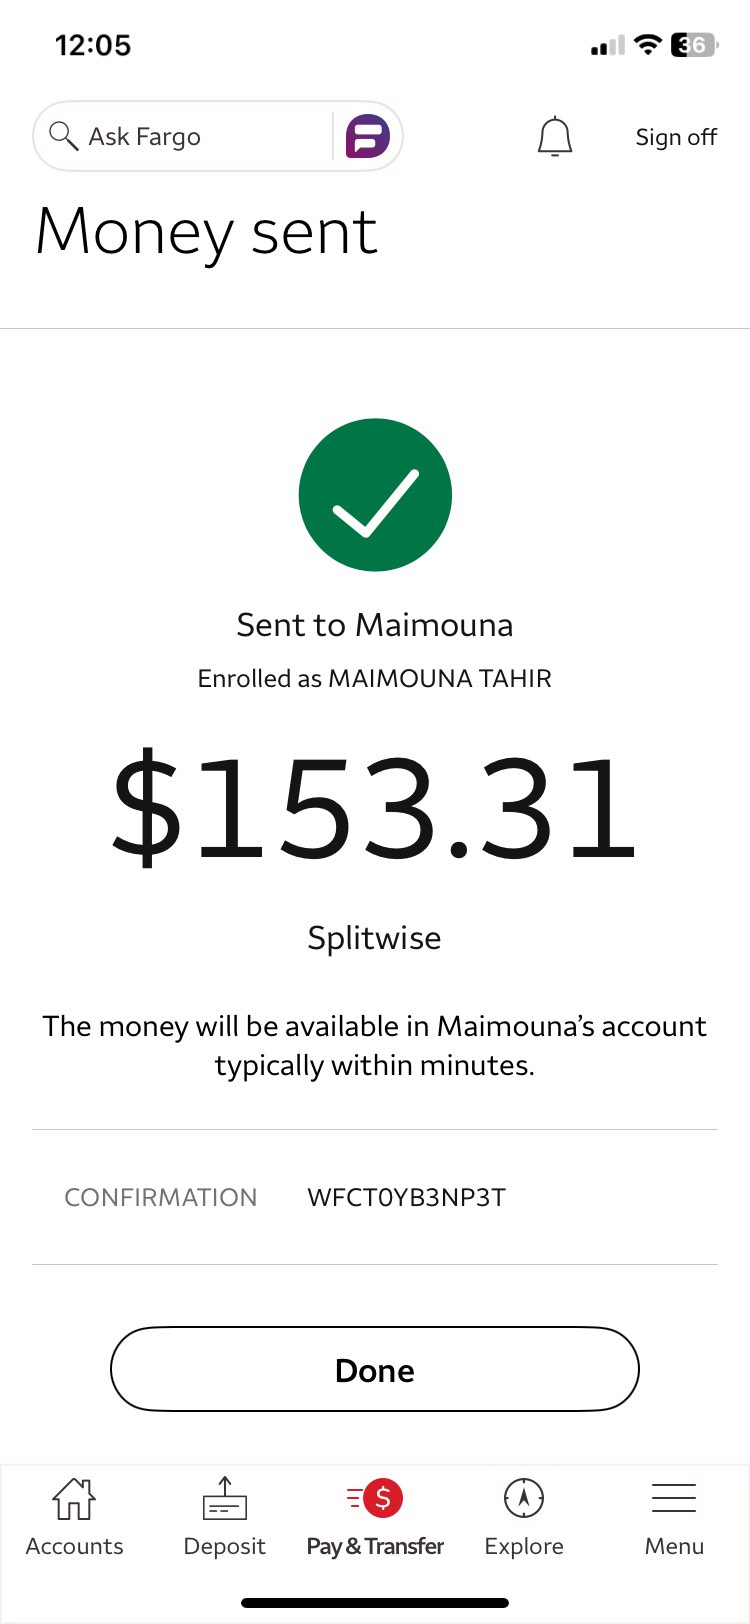 12:05
36
Ask Fargo
Sign off
Money sent
Sent to Maimouna
Enrolled as MAIMOUNA TAHIR
$153.31
Splitwise
The money will be available in Maimouna’s account
typically within minutes.
CONFIRMATION WFCT0YB3NP3T
Done
Accounts Deposit Pay & Transfer Explore Menu